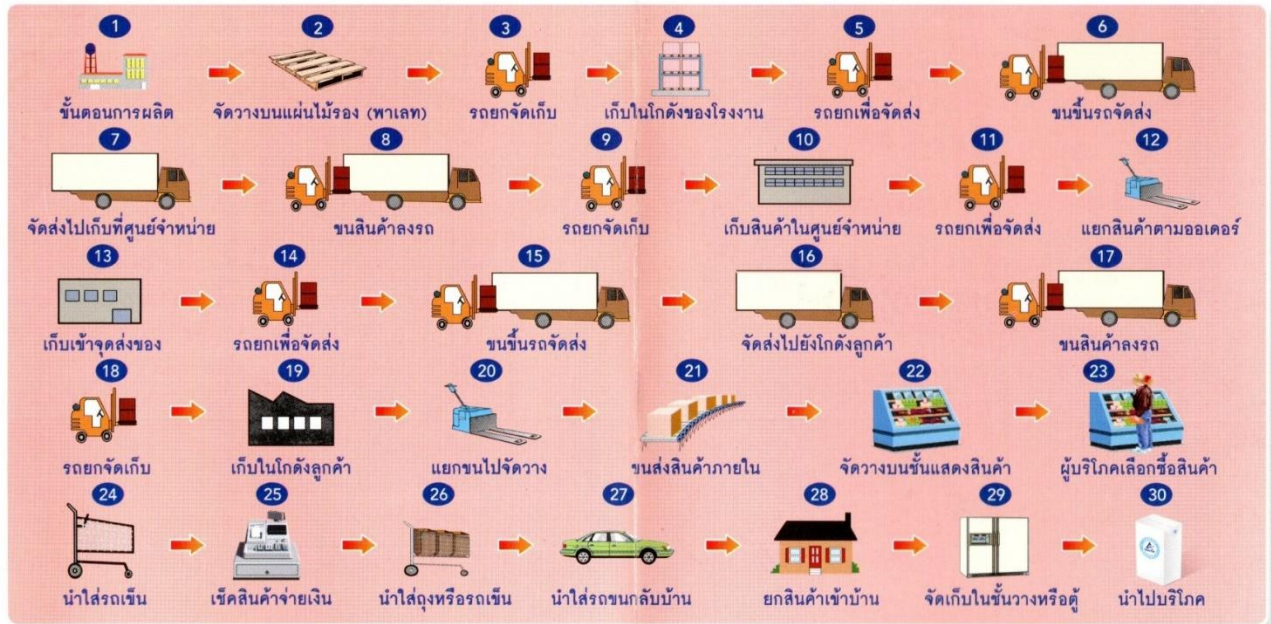 1 2 3 4 5 6
ขั้นตอนการผลิต จัดวางบนแผ่นไม้รอง (พาเลท) รถยกจัดเก็บ เก็บในโกดังของโรงงาน รถยกเพื่อจัดส่ง ขนขึ้นรถจัดส่ง
7 8 9 10 11 12
จัดส่งไปเก็บที่ศูนย์จำหน่าย ขนสินค้าลงรถ รถยกจัดเก็บ เก็บสินค้าในศูนย์จำหน่าย รถยกเพื่อจัดส่ง แยกสินค้าตามออเดอร์
13 14 15 16 17
เก็บเข้าจุดส่งของ รถยกเพื่อจัดส่ง ขนขึ้นรถจัดส่ง จัดส่งไปยังโกดังลูกค้า ขนสินค้าลงรถ
18 19 20 21 22 23
รถยกจัดเก็บ เก็บในโกดังลูกค้า แยกขนไปจัดวาง ขนส่งสินค้าภายใน จัดวางบนชั้นแสดงสินค้า ผู้บริโภคเลือกซื้อสินค้า
24 25 26 27 28 29 30
นำใส่รถเข็น เช็คสินค้าจ่ายเงิน นำใส่ถุงหรือรถเข็น นำใส่รถขนกลับบ้าน ยกสินค้าเข้าบ้าน จัดเก็บในชั้นวางหรือตู้ นำไปบริโภค